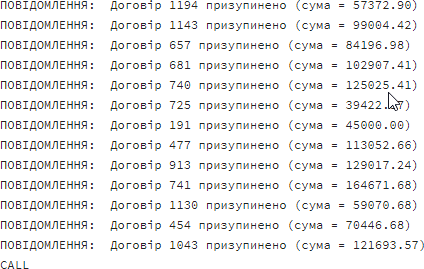 ПОВІДОМЛЕННЯ: Договір 1194 призупинено (сума = 57372.90)
ПОВІДОМЛЕННЯ: Договір 1143 призупинено (сума = 99004.42)
ПОВІДОМЛЕННЯ: Договір 657 призупинено (сума = 84196.98)
ПОВІДОМЛЕННЯ: Договір 681 призупинено (сума = 102907.41)
ПОВІДОМЛЕННЯ: Договір 740 призупинено (сума = 125025.41)
ПОВІДОМЛЕННЯ: Договір 725 призупинено (сума =
ПОВІДОМЛЕННЯ: Договір 191 призупинено (сума = 45000.00)
ПОВІДОМЛЕННЯ: Договір 477 призупинено (сума = 113052.66)
ПОВІДОМЛЕННЯ: Договір 913 призупинено (сума = 129017.24)
ПОВІДОМЛЕННЯ: Договір 741 призупинено (сума = 164671.68)
ПОВІДОМЛЕННЯ: Договір 1130 призупинено (сума = 59070.68)
ПОВІДОМЛЕННЯ: Договір 454 призупинено (сума = 70446.68)
ПОВІДОМЛЕННЯ: Договір 1043 призупинено (сума = 121693.57)
CALL